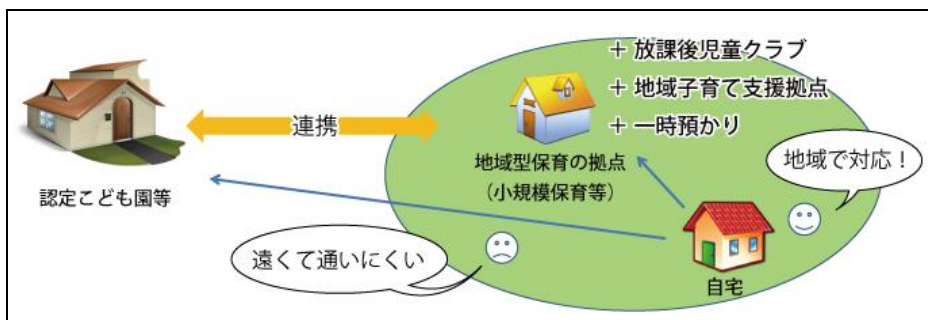 ＋ 放課後児童クラブ
＋ 地域子育て支援拠点
＋ 一時預かり
連携
地域型保育の拠点
（小規模保育等）
地域で対応！
認定こども園等
遠くて通いにくい
自宅